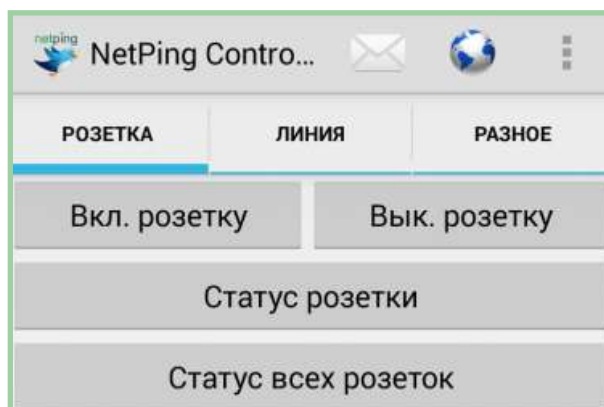 netping
NetPing Contro...
РОЗЕТКА ЛИНИЯ РАЗНОЕ
Вкл. розетку Вык. розетку
Статус розетки
Статус всех розеток